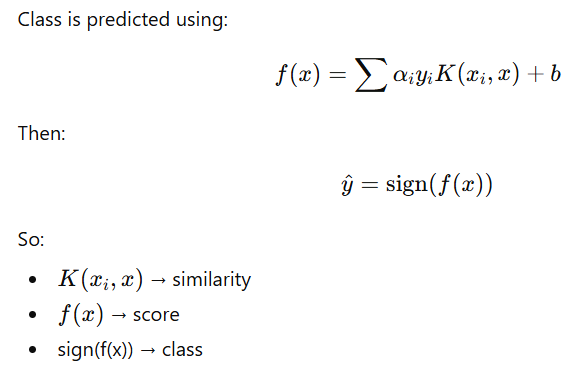 Class is predicted using:
f(x) = ∑ αᵢyᵢK(xᵢ, x) + b
Then:
ŷ = sign(f(x))
So:
• K(xᵢ, x) → similarity
• f(x) → score
• sign(f(x)) → class